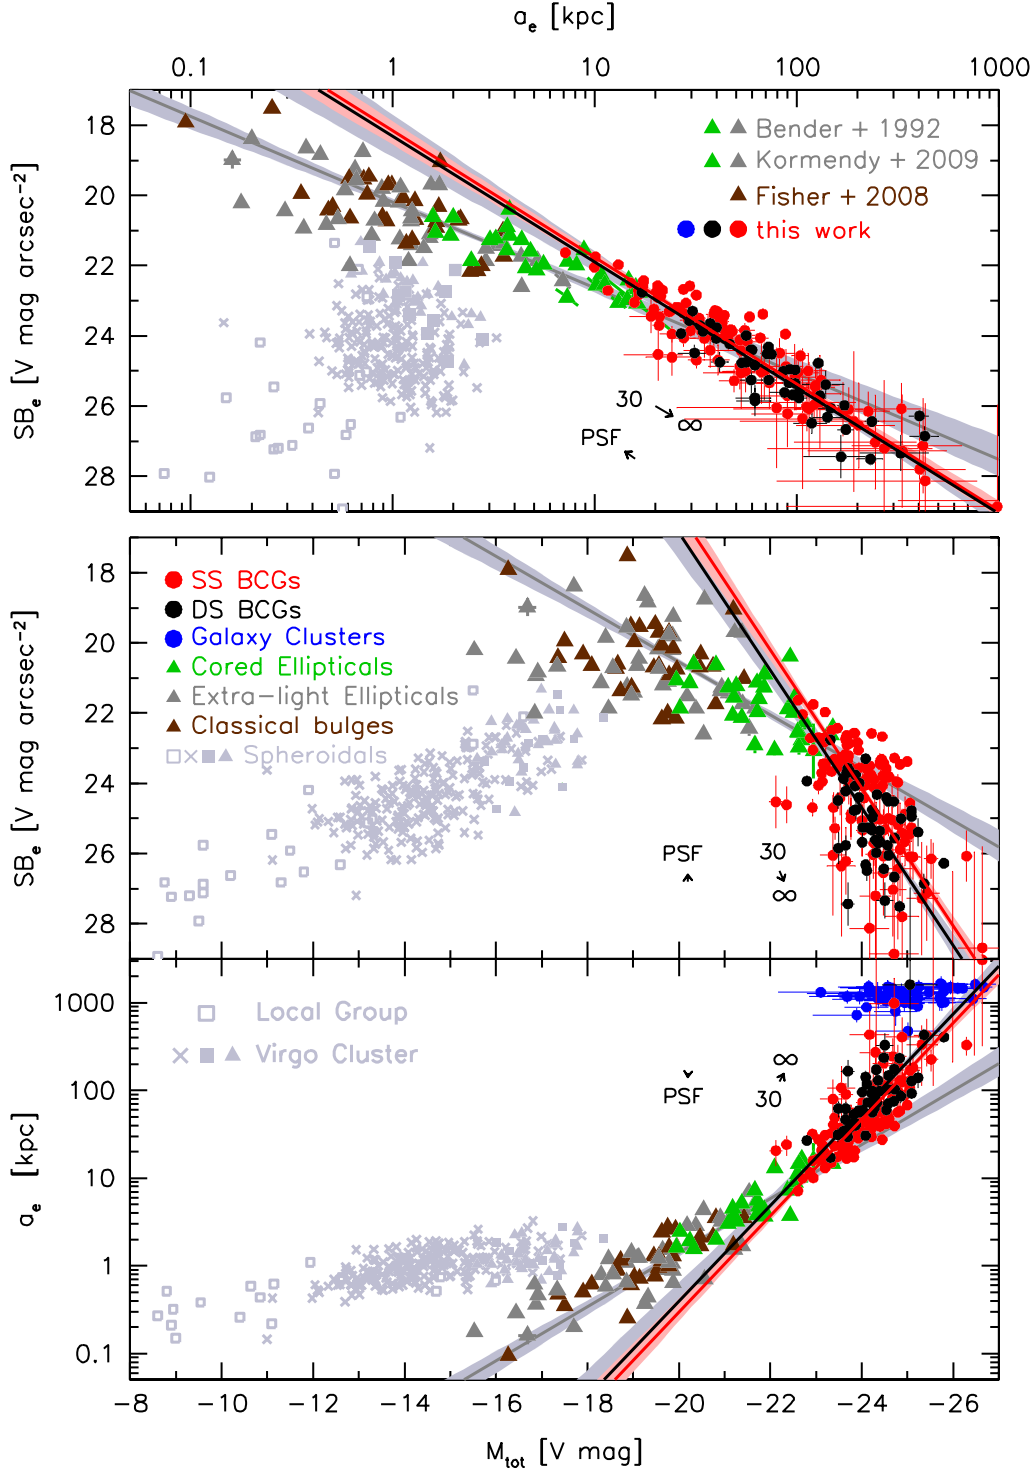 a_e [kpc]
0.1 1 10 100 1000
SB_e [V mag arcsec⁻²]
18
20
22
24
26
28
Bender + 1992
Kormendy + 2009
Fisher + 2008
this work
30
∞
PSF
SB_e [V mag arcsec⁻²]
18
20
22
24
26
28
SS BCGs
DS BCGs
Galaxy Clusters
Cored Ellipticals
Extra-light Ellipticals
Classical bulges
Spheroidals
PSF
30
∞
a_e [kpc]
1000
100
10
1
0.1
Local Group
Virgo Cluster
∞
PSF
30
-8 -10 -12 -14 -16 -18 -20 -22 -24 -26
M_tot [V mag]